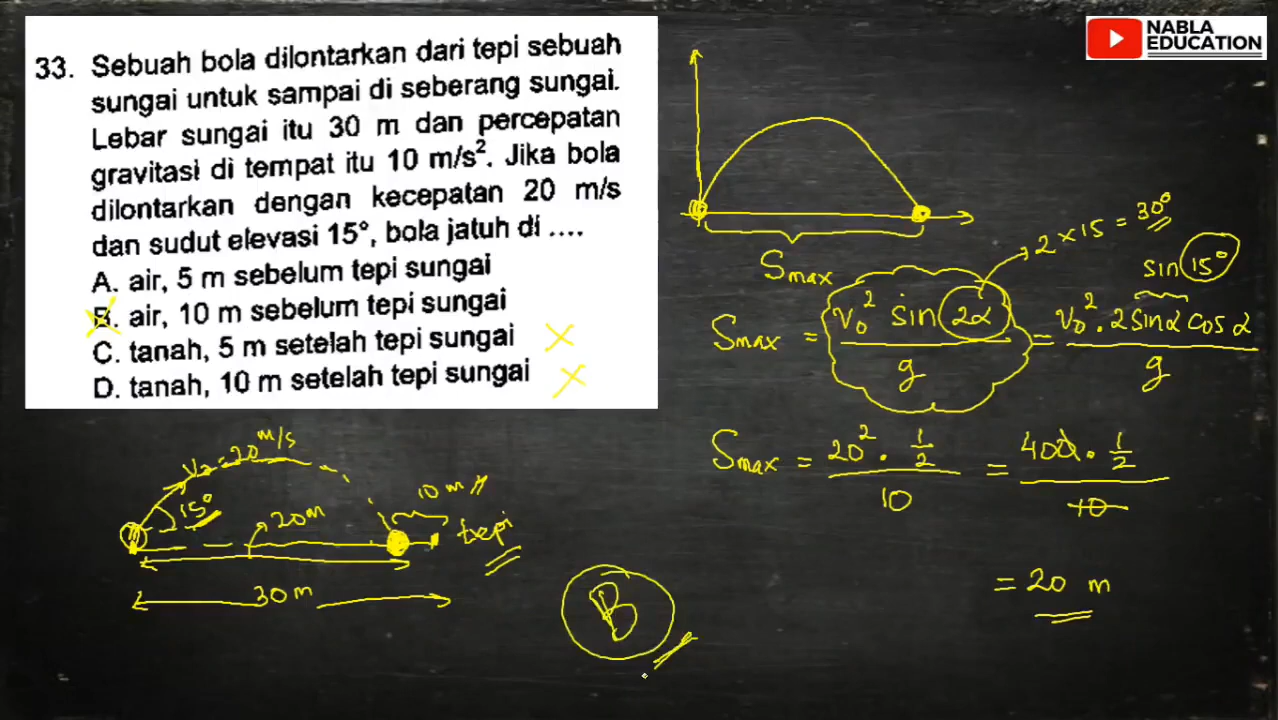 NABLA
EDUCATION
33. Sebuah bola dilontarkan dari tepi sebuah
sungai untuk sampai di seberang sungai.
Lebar sungai itu 30 m dan percepatan
gravitasi di tempat itu 10 m/s². Jika bola
dilontarkan dengan kecepatan 20 m/s
dan sudut elevasi 15°, bola jatuh di ....
A. air, 5 m sebelum tepi sungai
B. air, 10 m sebelum tepi sungai
C. tanah, 5 m setelah tepi sungai
D. tanah, 10 m setelah tepi sungai
Smax
2 × 15 = 30°
sin 15°
Smax = V₀² sin 2α / g = V₀² . 2 sin α cos α / g
Smax = 20² . 1/2 / 10 = 400 . 1/2 / 10
= 20 m
= 20 m/s
15°
20 m
10 m
tepi
30 m
B